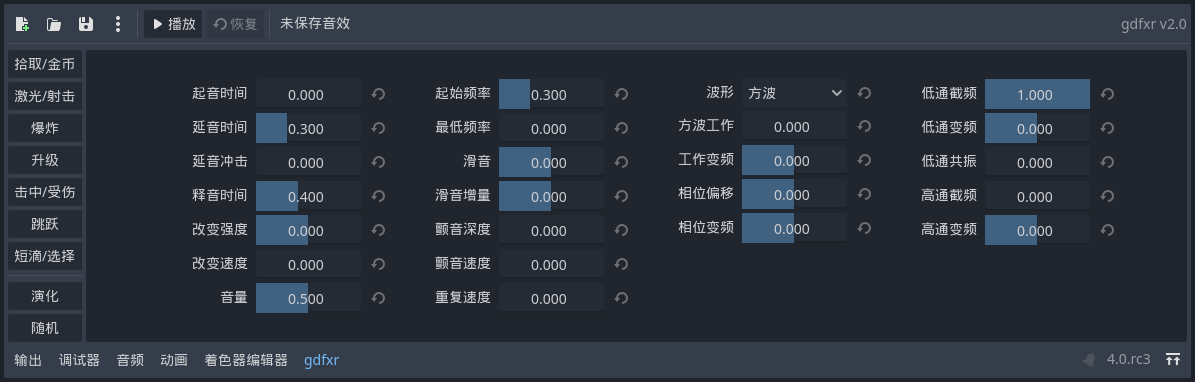 播放 恢复 未保存音效 gdfxr v2.0
拾取/金币
激光/射击
爆炸
升级
击中/受伤
跳跃
短滴/选择
演化
随机
起音时间 0.000
延音时间 0.300
延音冲击 0.000
释音时间 0.400
改变强度 0.000
改变速度 0.000
音量 0.500
起始频率 0.300
最低频率 0.000
滑音 0.000
滑音增量 0.000
颤音深度 0.000
颤音速度 0.000
重复速度 0.000
波形 方波
方波工作 0.000
工作变频 0.000
相位偏移 0.000
相位变频 0.000
低通截频 1.000
低通变频 0.000
低通共振 0.000
高通截频 0.000
高通变频 0.000
输出 调试器 音频 动画 着色器编辑器 gdfxr 4.0.rc3